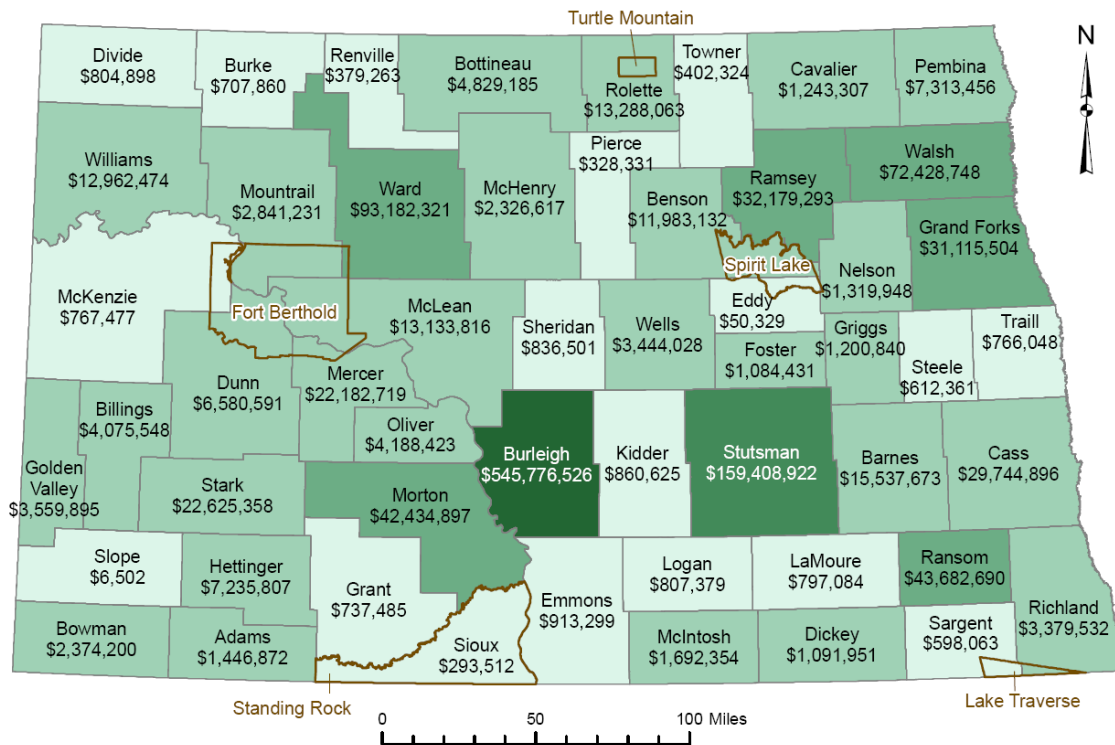 Turtle Mountain
N
Divide
$804,898
Burke
$707,860
Renville
$379,263
Bottineau
$4,829,185
Rolette
$13,288,063
Towner
$402,324
Cavalier
$1,243,307
Pembina
$7,313,456
Williams
$12,962,474
Mountrail
$2,841,231
Ward
$93,182,321
McHenry
$2,326,617
Pierce
$328,331
Benson
$11,983,132
Ramsey
$32,179,293
Walsh
$72,428,748
Grand Forks
$31,115,504
Spirit Lake
Nelson
$1,319,948
McKenzie
$767,477
Fort Berthold
McLean
$13,133,816
Sheridan
$836,501
Wells
$3,444,028
Eddy
$50,329
Foster
$1,084,431
Griggs
$1,200,840
Steele
$612,361
Traill
$766,048
Dunn
$6,580,591
Mercer
$22,182,719
Oliver
$4,188,423
Billings
$4,075,548
Golden
Valley
$3,559,895
Stark
$22,625,358
Morton
$42,434,897
Burleigh
$545,776,526
Kidder
$860,625
Stutsman
$159,408,922
Barnes
$15,537,673
Cass
$29,744,896
Slope
$6,502
Hettinger
$7,235,807
Grant
$737,485
Emmons
$913,299
Logan
$807,379
LaMoure
$797,084
Ransom
$43,682,690
Richland
$3,379,532
Bowman
$2,374,200
Adams
$1,446,872
Sioux
$293,512
McIntosh
$1,692,354
Dickey
$1,091,951
Sargent
$598,063
Standing Rock
Lake Traverse
0 50 100 Miles